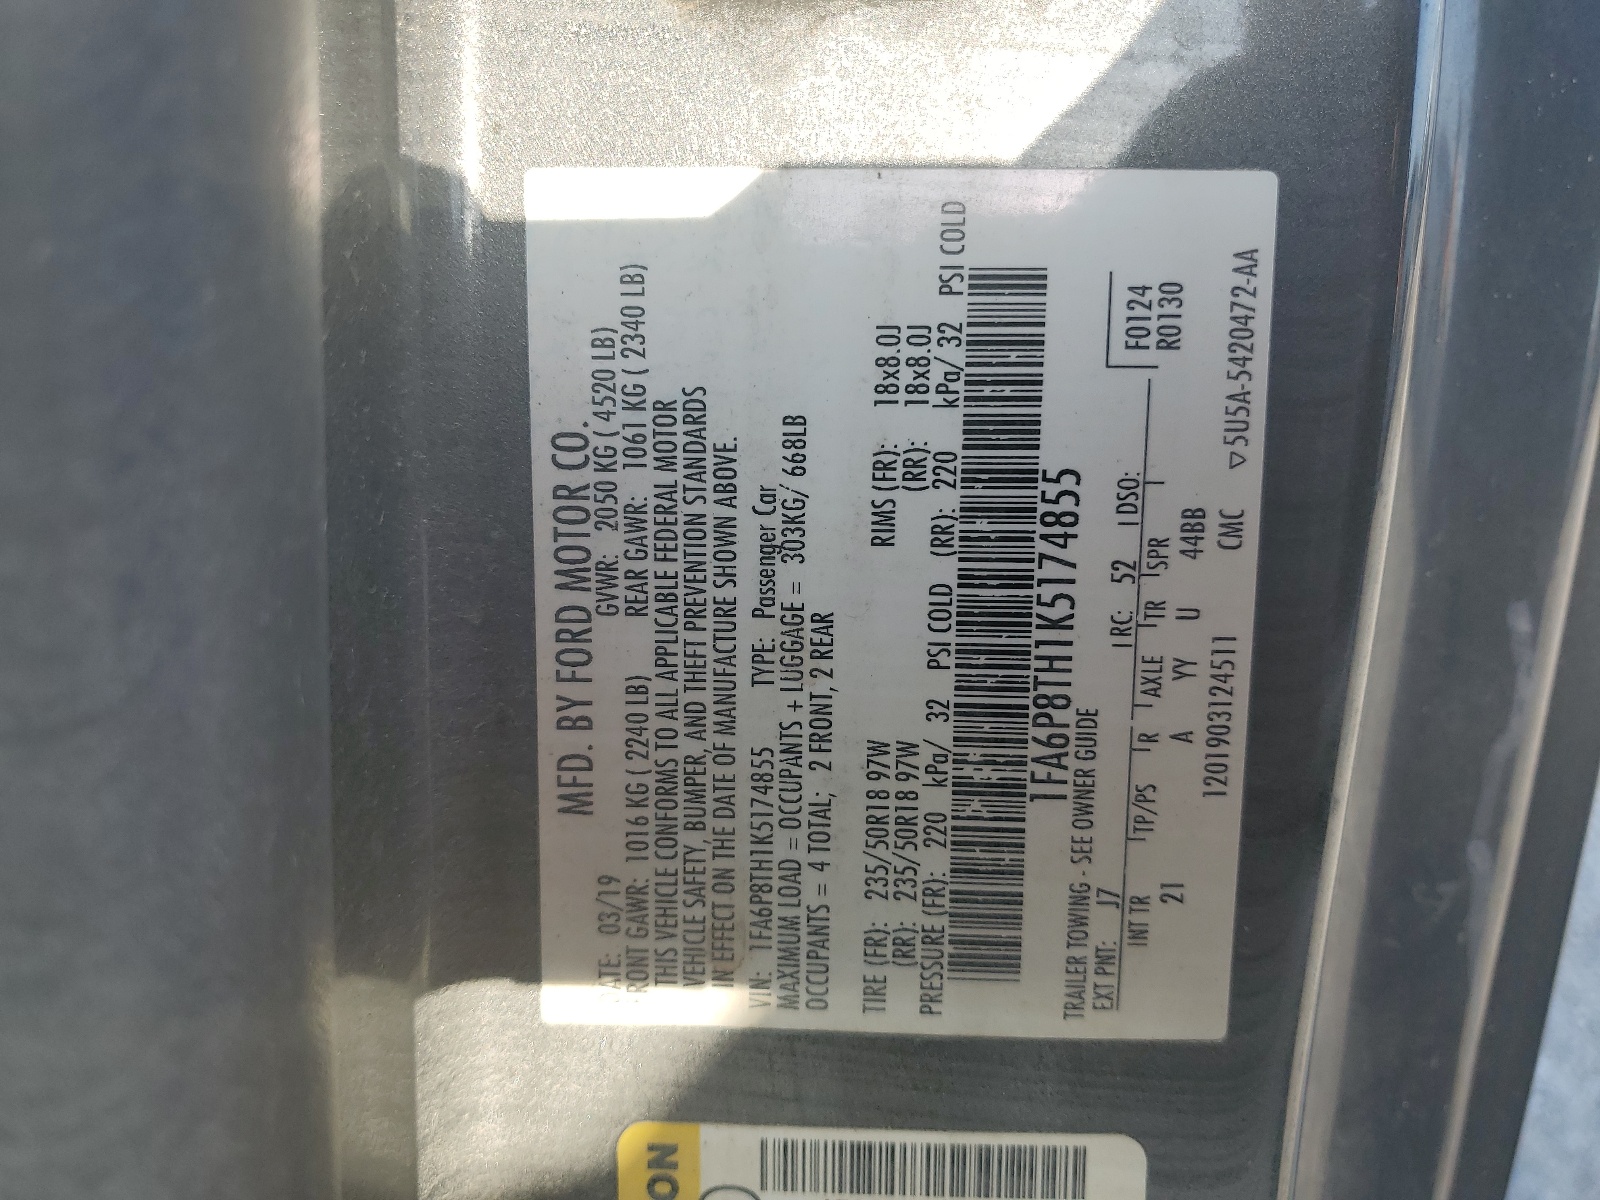 MFD. BY FORD MOTOR CO.
DATE: 03/19 GVWR: 2050 KG ( 4520 LB)
FRONT GAWR: 1016 KG ( 2240 LB) REAR GAWR: 1061 KG ( 2340 LB)
THIS VEHICLE CONFORMS TO ALL APPLICABLE FEDERAL MOTOR
VEHICLE SAFETY, BUMPER, AND THEFT PREVENTION STANDARDS
IN EFFECT ON THE DATE OF MANUFACTURE SHOWN ABOVE.
VIN: 1FA6P8TH1K5174855 TYPE: Passenger Car
MAXIMUM LOAD = OCCUPANTS + LUGGAGE = 303KG/ 668LB
OCCUPANTS = 4 TOTAL; 2 FRONT, 2 REAR
TIRE (FR): 235/50R18 97W RIMS (FR): 18x8.0J
(RR): 235/50R18 97W (RR): 18x8.0J
PRESSURE (FR): 220 kPa/ 32 PSI COLD (RR): 220 kPa/ 32 PSI COLD
1FA6P8TH1K5174855
TRAILER TOWING - SEE OWNER GUIDE
EXT PNT: J7 RC: 52 DSO:
INT TR TP/PS R AXLE TR SPR
F0124
R0130
21 A YY U 44BB
1201903124511 CMC ▽5U5A-5420472-AA
ON